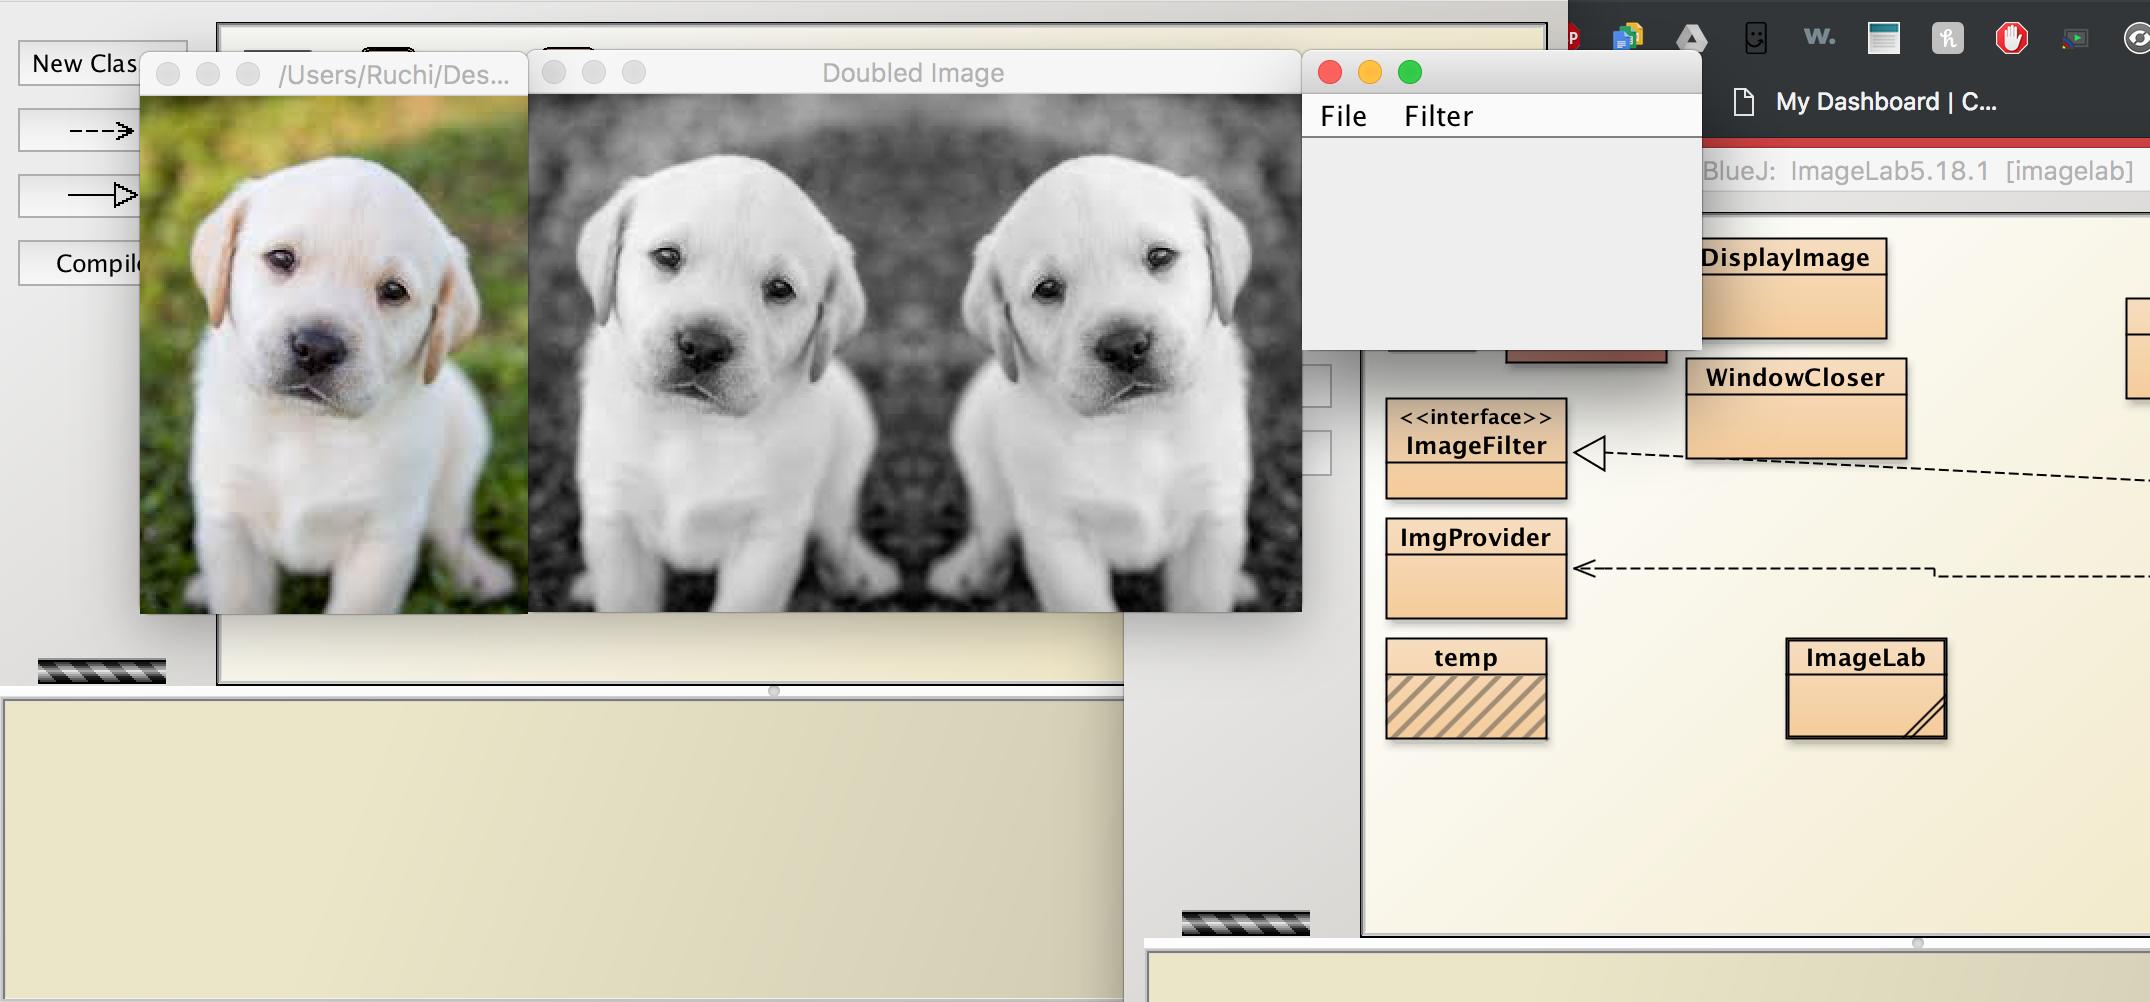 New Clas
Compile
/Users/Ruchi/Des...
Doubled Image
File Filter
w.
My Dashboard | C...
BlueJ: ImageLab5.18.1 [imagelab]
DisplayImage
WindowCloser
<<interface>>
ImageFilter
ImgProvider
temp
ImageLab